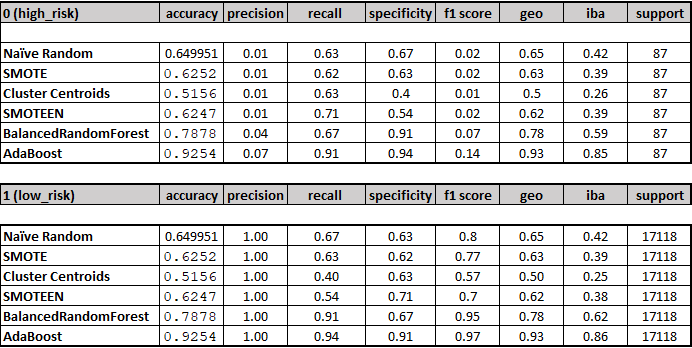 0 (high_risk) accuracy precision recall specificity f1 score geo iba support
Naïve Random 0.649951 0.01 0.63 0.67 0.02 0.65 0.42 87
SMOTE 0.6252 0.01 0.62 0.63 0.02 0.63 0.39 87
Cluster Centroids 0.5156 0.01 0.63 0.4 0.01 0.5 0.26 87
SMOTEEN 0.6247 0.01 0.71 0.54 0.02 0.62 0.39 87
BalancedRandomForest 0.7878 0.04 0.67 0.91 0.07 0.78 0.59 87
AdaBoost 0.9254 0.07 0.91 0.94 0.14 0.93 0.85 87
1 (low_risk) accuracy precision recall specificity f1 score geo iba support
Naïve Random 0.649951 1.00 0.67 0.63 0.8 0.65 0.42 17118
SMOTE 0.6252 1.00 0.63 0.62 0.77 0.63 0.39 17118
Cluster Centroids 0.5156 1.00 0.40 0.63 0.57 0.50 0.25 17118
SMOTEEN 0.6247 1.00 0.54 0.71 0.7 0.62 0.38 17118
BalancedRandomForest 0.7878 1.00 0.91 0.67 0.95 0.78 0.62 17118
AdaBoost 0.9254 1.00 0.94 0.91 0.97 0.93 0.86 17118